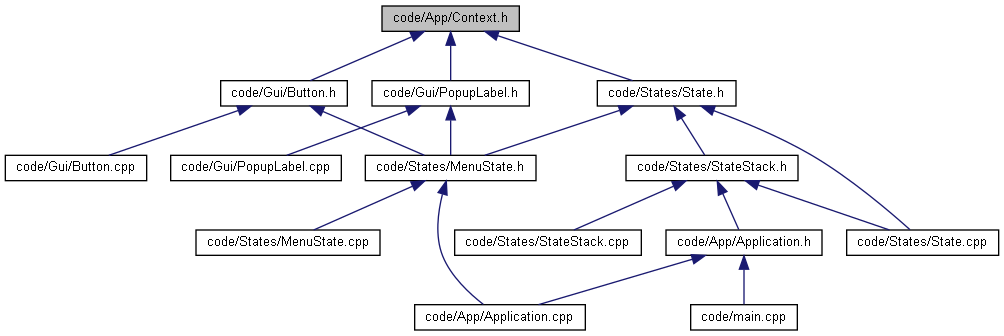 code/App/Context.h
code/Gui/Button.h
code/Gui/PopupLabel.h
code/States/State.h
code/Gui/Button.cpp
code/Gui/PopupLabel.cpp
code/States/MenuState.h
code/States/StateStack.h
code/States/MenuState.cpp
code/States/StateStack.cpp
code/App/Application.h
code/States/State.cpp
code/App/Application.cpp
code/main.cpp